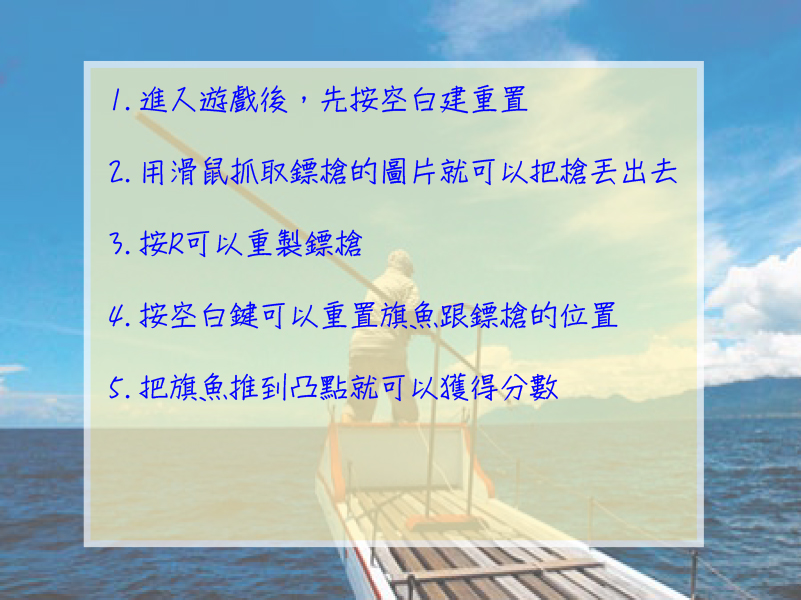 1. 進入遊戲後，先按空白建重置
2. 用滑鼠抓取鏢槍的圖片就可以把槍丟出去
3. 按R可以重製鏢槍
4. 按空白鍵可以重置旗魚跟鏢槍的位置
5. 把旗魚推到凸點就可以獲得分數